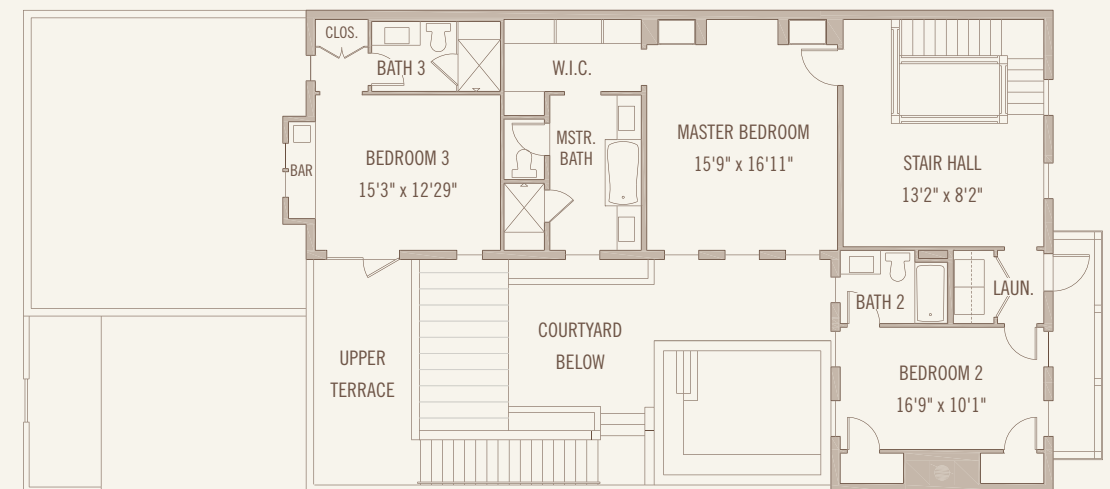 CLOS.
BATH 3
W.I.C.
BEDROOM 3
15'3" x 12'29"
BAR
MSTR.
BATH
MASTER BEDROOM
15'9" x 16'11"
STAIR HALL
13'2" x 8'2"
BATH 2
LAUN.
UPPER
TERRACE
COURTYARD
BELOW
BEDROOM 2
16'9" x 10'1"